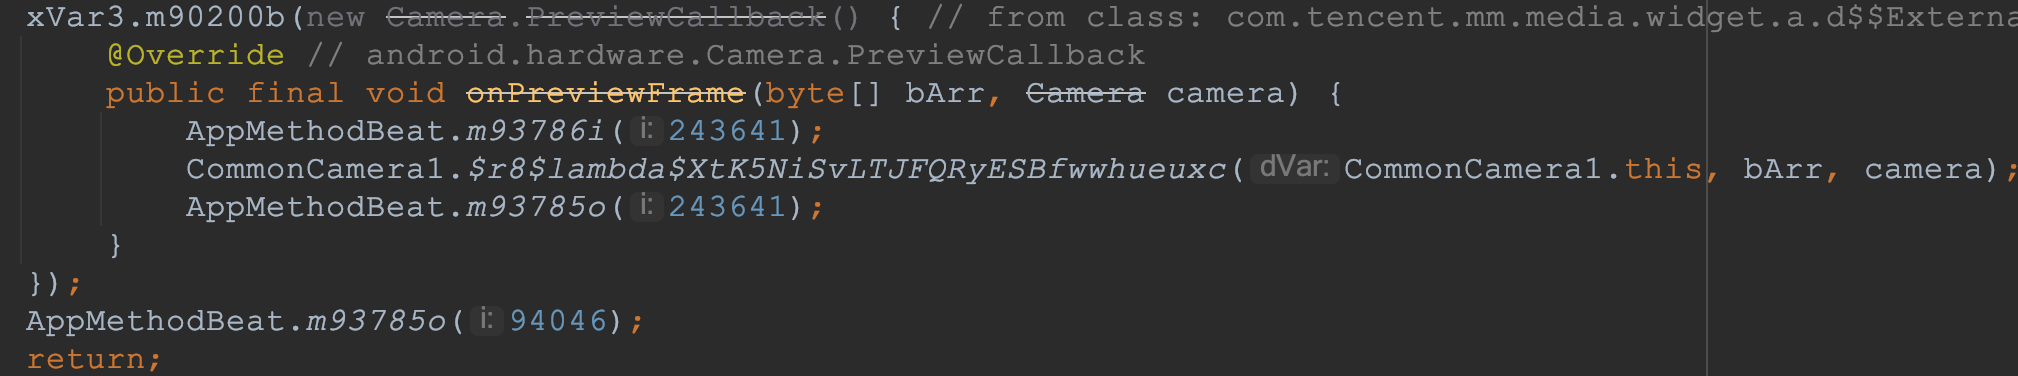 xVar3.m90200b(new Camera.PreviewCallback() { // from class: com.tencent.mm.media.widget.a.d$$Externa
@Override // android.hardware.Camera.PreviewCallback
public final void onPreviewFrame(byte[] bArr, Camera camera) {
AppMethodBeat.m93786i( i: 243641);
CommonCamera1.$r8$lambda$XtK5NiSvLTJFQRyESBfwwhueuxc( dVar: CommonCamera1.this, bArr, camera);
AppMethodBeat.m93785o( i: 243641);
}
});
AppMethodBeat.m93785o( i: 94046);
return;